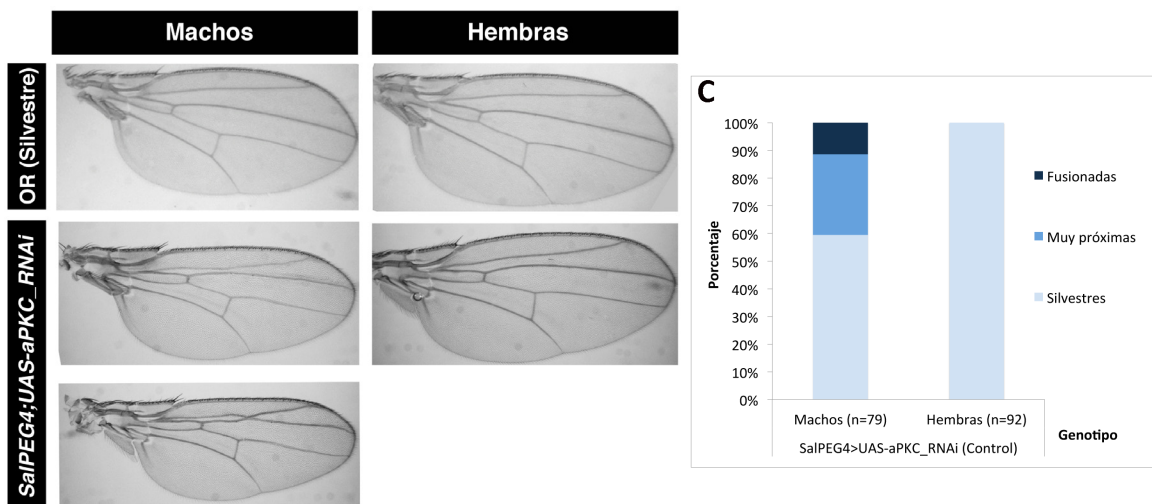 Machos
Hembras
OR (Silvestre)
SalPEG4;UAS-aPKC_RNAi
C
100%
90%
80%
70%
60%
50%
40%
30%
20%
10%
0%
Porcentaje
Fusionadas
Muy próximas
Silvestres
Machos (n=79)
Hembras (n=92)
SalPEG4>UAS-aPKC_RNAi (Control)
Genotipo